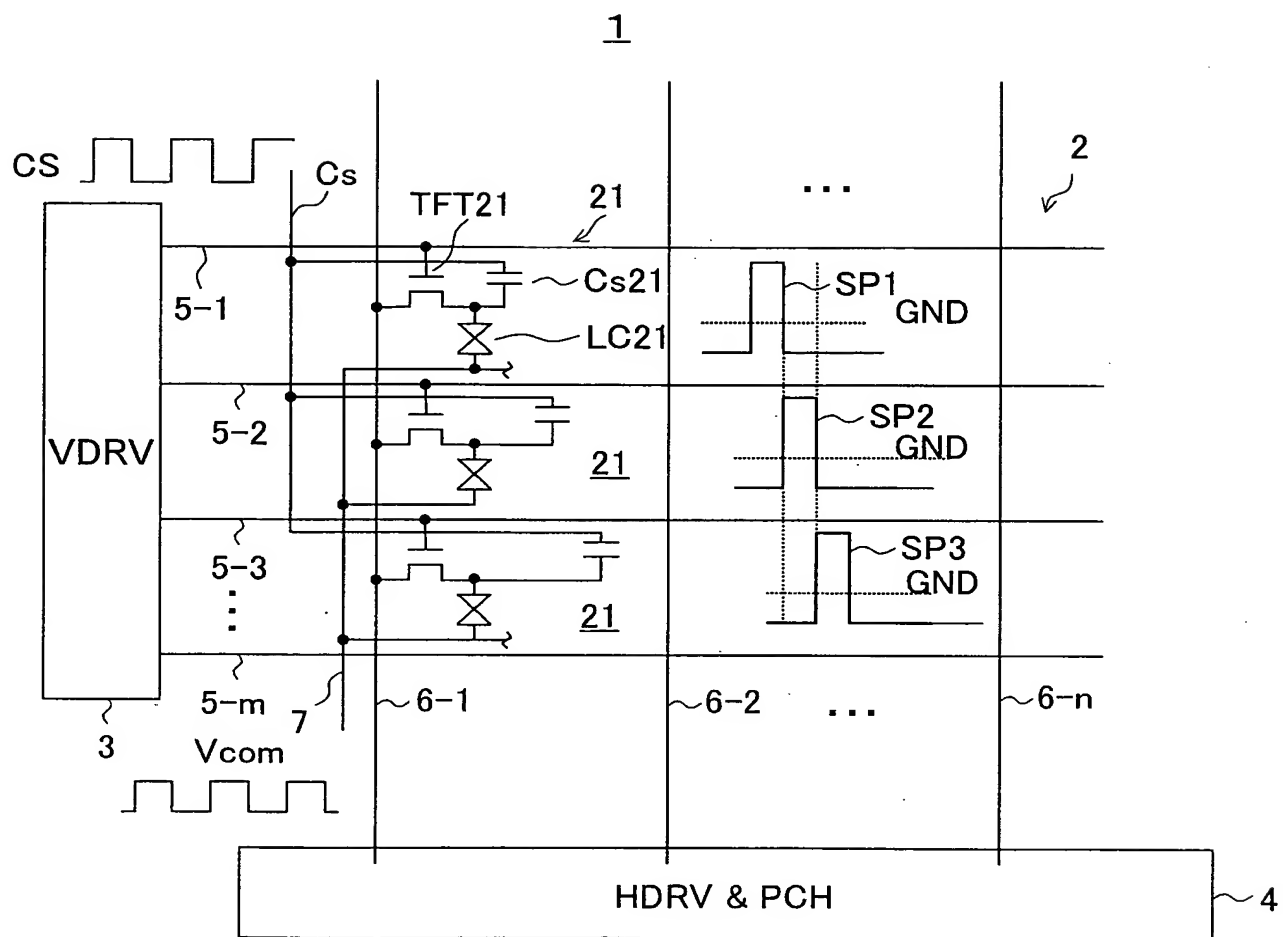 1
CS
Cs
TFT21
21
...
2
5-1
Cs21
SP1
GND
LC21
5-2
SP2
GND
VDRV
21
5-3
SP3
GND
21
5-m
7
6-1
6-2
...
6-n
3
Vcom
HDRV & PCH
4